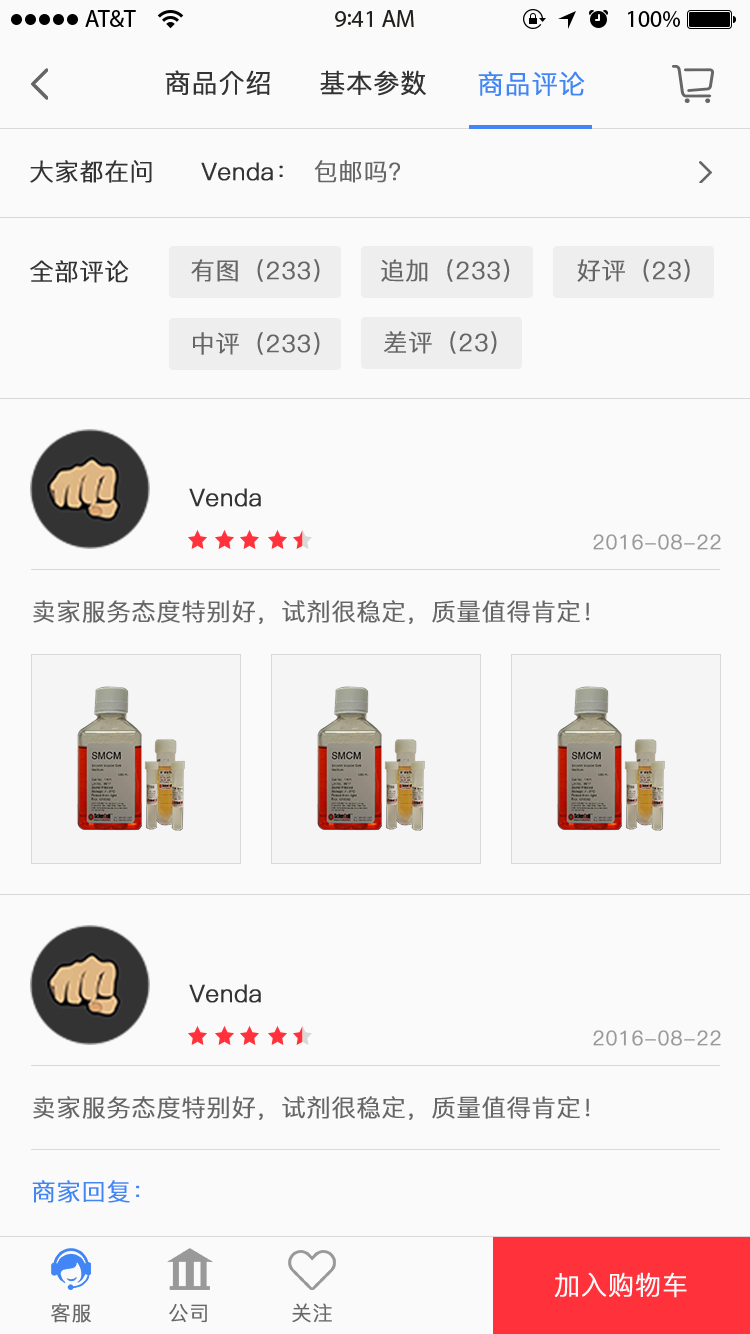 AT&T 9:41 AM 100%
商品介绍 基本参数 商品评论
大家都在问 Venda： 包邮吗？
全部评论 有图（233） 追加（233） 好评（23）
中评（233） 差评（23）
Venda
2016-08-22
卖家服务态度特别好，试剂很稳定，质量值得肯定！
SMCM SMCM SMCM
ScienCell ScienCell ScienCell
Venda
2016-08-22
卖家服务态度特别好，试剂很稳定，质量值得肯定！
商家回复：
客服 公司 关注 加入购物车